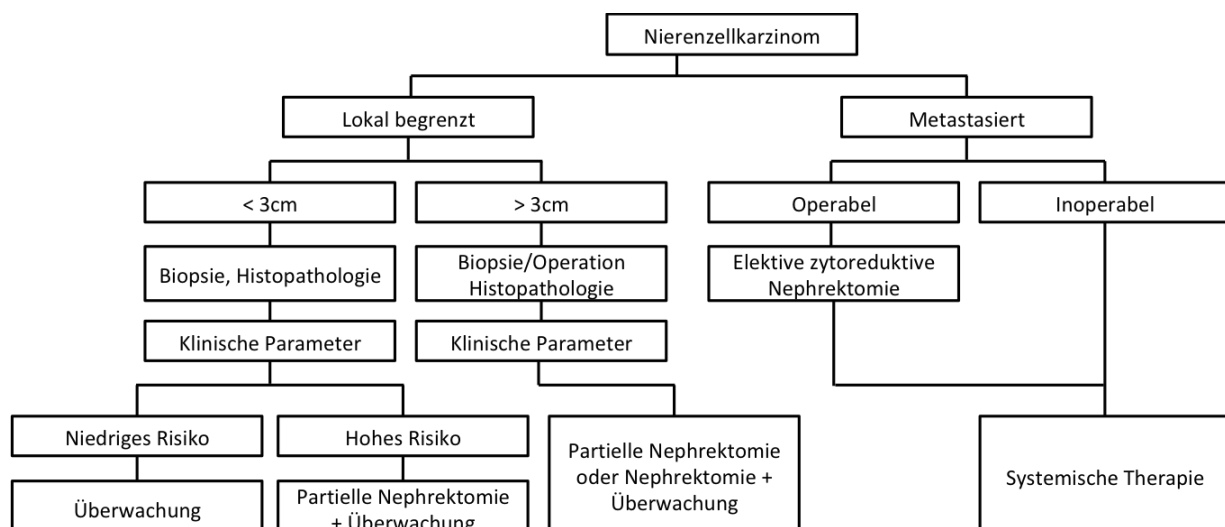 Nierenzellkarzinom
Lokal begrenzt
Metastasiert
< 3cm
> 3cm
Operabel
Inoperabel
Biopsie, Histopathologie
Biopsie/Operation
Histopathologie
Elektive zytoreduktive
Nephrektomie
Klinische Parameter
Klinische Parameter
Niedriges Risiko
Hohes Risiko
Partielle Nephrektomie
oder Nephrektomie +
Überwachung
Systemische Therapie
Überwachung
Partielle Nephrektomie
+ Überwachung